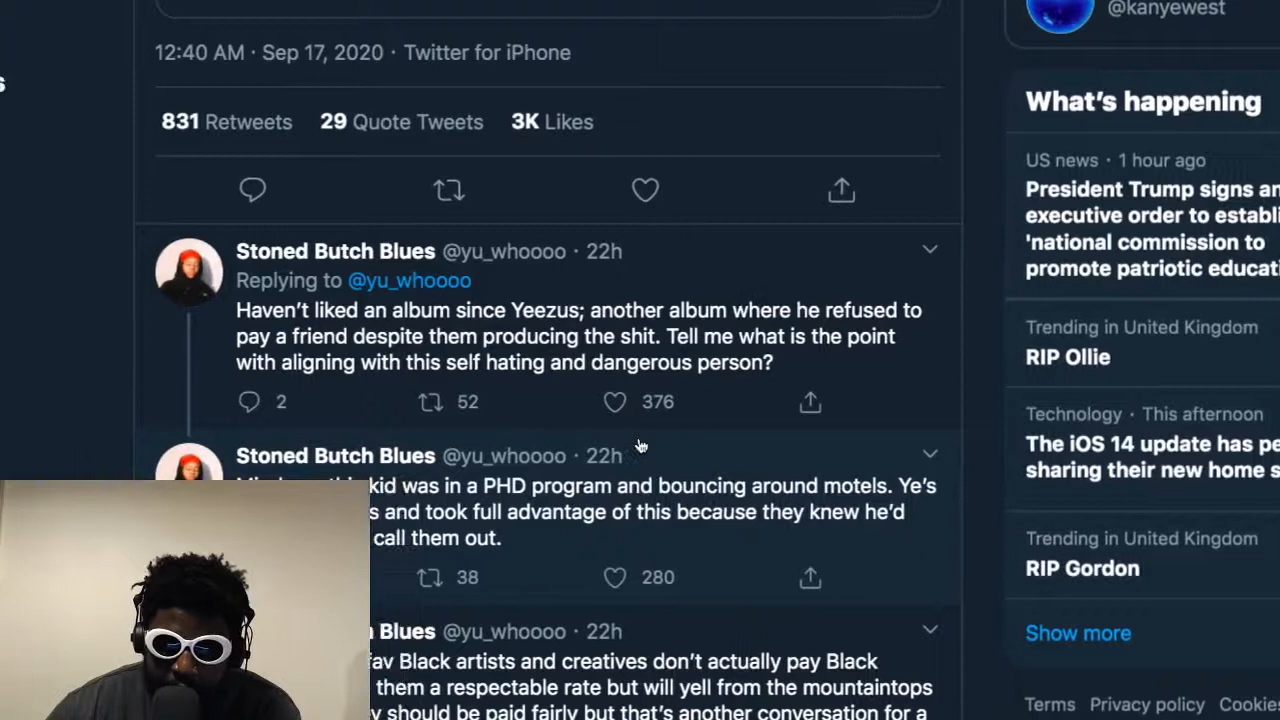 @kanyewest
s
12:40 AM · Sep 17, 2020 · Twitter for iPhone
831 Retweets 29 Quote Tweets 3K Likes
Stoned Butch Blues @yu_whoooo · 22h
Replying to @yu_whoooo
Haven't liked an album since Yeezus; another album where he refused to
pay a friend despite them producing the shit. Tell me what is the point
with aligning with this self hating and dangerous person?
2 52 376
Stoned Butch Blues @yu_whoooo · 22h
kid was in a PHD program and bouncing around motels. Ye's
s and took full advantage of this because they knew he'd
call them out.
38 280
Blues @yu_whoooo · 22h
fav Black artists and creatives don't actually pay Black
them a respectable rate but will yell from the mountaintops
y should be paid fairly but that's another conversation for a
What's happening
US news · 1 hour ago
President Trump signs an
executive order to establi
'national commission to
promote patriotic educati
Trending in United Kingdom
RIP Ollie
Technology · This afternoon
The iOS 14 update has pe
sharing their new home s
Trending in United Kingdom
RIP Gordon
Show more
Terms Privacy policy Cookies